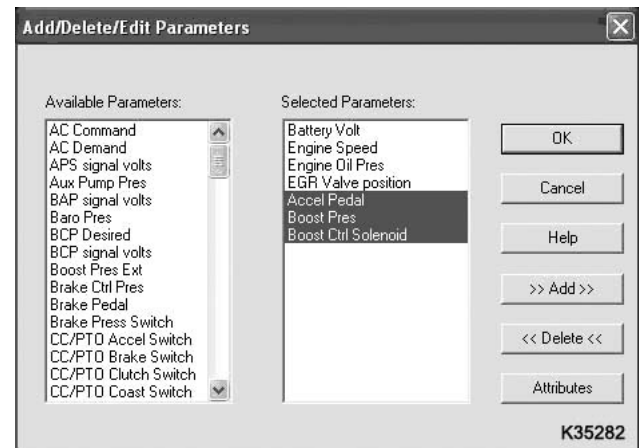 Add/Delete/Edit Parameters
Available Parameters:
AC Command
AC Demand
APS signal volts
Aux Pump Pres
BAP signal volts
Baro Pres
BCP Desired
BCP signal volts
Boost Pres Ext
Brake Ctrl Pres
Brake Pedal
Brake Press Switch
CC/PTO Accel Switch
CC/PTO Brake Switch
CC/PTO Clutch Switch
CC/PTO Coast Switch
Selected Parameters:
Battery Volt
Engine Speed
Engine Oil Pres
EGR Valve position
Accel Pedal
Boost Pres
Boost Ctrl Solenoid
OK
Cancel
Help
>> Add >>
<< Delete <<
Attributes
K35282